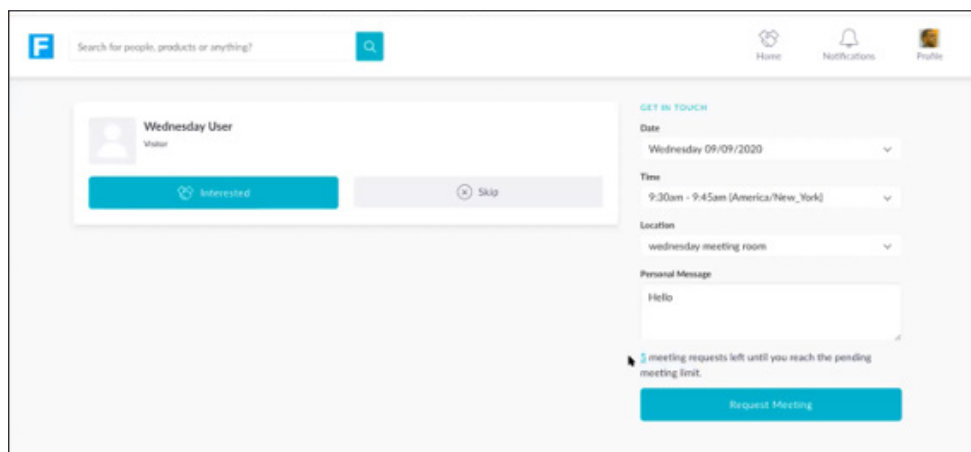 F
Search for people, products or anything?
Home
Notifications
Profile
Wednesday User
Visitor
Interested
Skip
GET IN TOUCH
Date
Wednesday 09/09/2020
Time
9:30am - 9:45am (America/New_York)
Location
wednesday meeting room
Personal Message
Hello
5 meeting requests left until you reach the pending
meeting limit.
Request Meeting